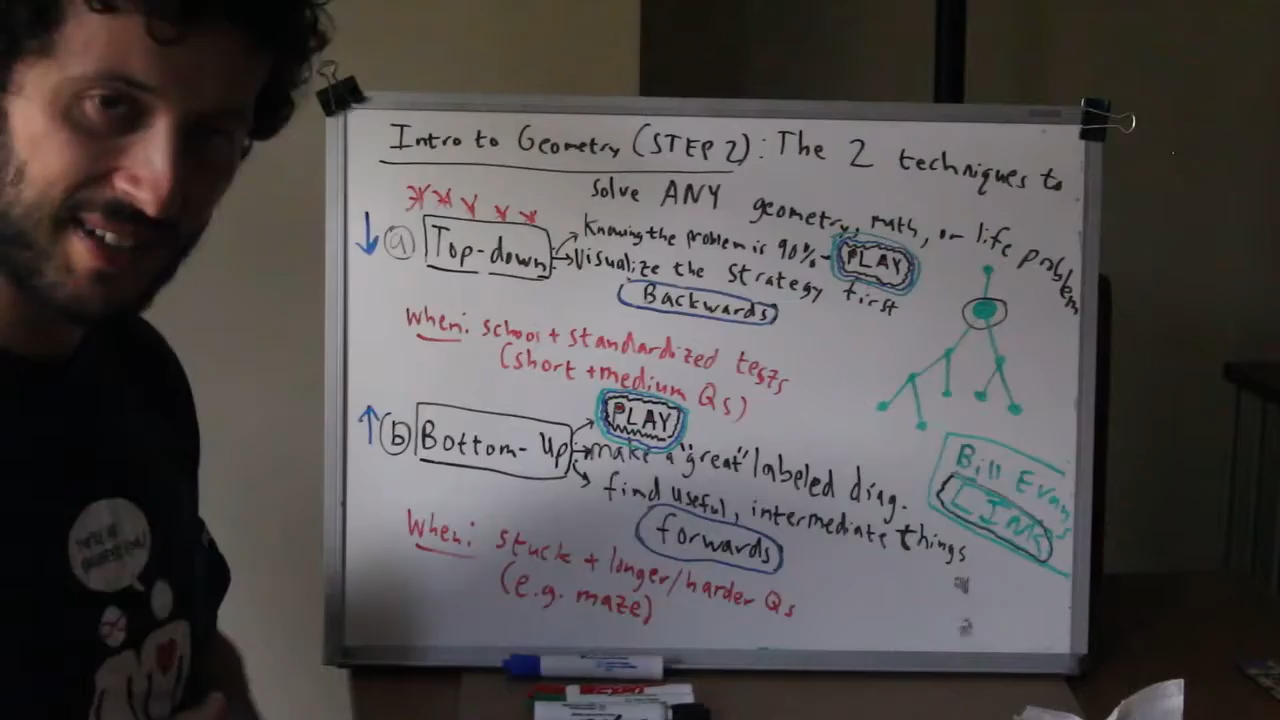 Intro to Geometry (STEP 2): The 2 techniques to
solve ANY geometry, math, or life problem
a Top-down
Knowing the problem is 90%
PLAY
Visualize the strategy first
Backwards
When: school + standardized tests
(short + medium Qs)
b Bottom-Up
PLAY
make a "great" labeled diag.
find useful, intermediate things
forwards
When: stuck + longer/harder Qs
(e.g. maze)
Bill Evans